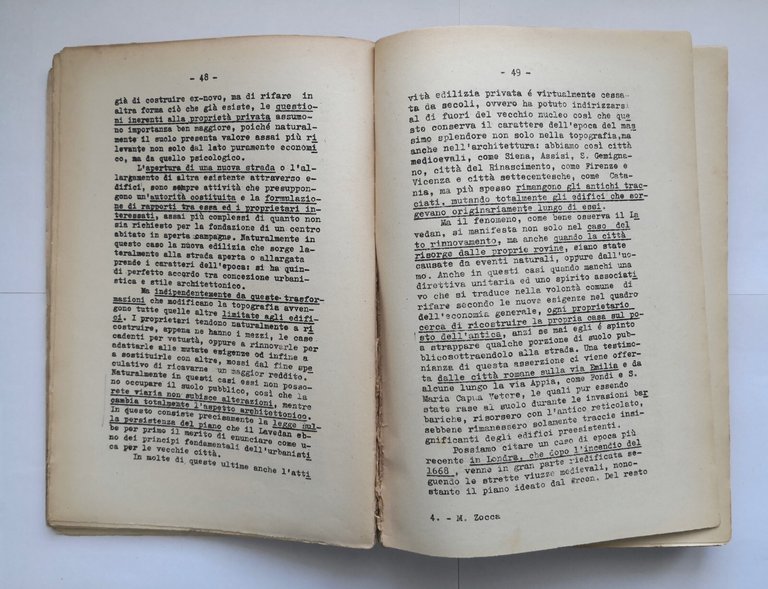 - 48 -
già di costruire ex-novo, ma di rifare in
altra forma ciò che già esiste, le questio-
ni inerenti alla proprietà privata assumo-
no importanza ben maggiore, poiché natural-
mente il suolo presenta valore assai più ri
levante non solo dal lato puramente economi
co, ma da quello psicologico.
L'apertura di una nuova strada o l'al-
largamento di altra esistente attraverso e-
difici, sono sempre attività che presuppon-
gono un'autorità costituita e la formulazio-
ne di rapporti tra essa ed i proprietari in-
teressati, assai più complessi di quanto non
sia richiesto per la fondazione di un centro
abitato in aperta campagna. Naturalmente in
questo caso la nuova edilizia che sorge la-
teralmente alla strada aperta o allargata
prende i caratteri dell'epoca: si ha quin-
di perfetto accordo tra concezione urbani-
stica e stile architettonico.
Ma indipendentemente da queste trasfor-
mazioni che modificano la topografia avven-
gono tutte quelle altre limitate agli edifi-
ci. I proprietari tendono naturalmente a ri
costruire, appena ne hanno i mezzi, le case
cadenti per vetustà, oppure a rinnovarle per
adattarle alle mutate esigenze od infine a
a sostituirle con altre, mossi dal fine spe
culativo di ricavarne un maggior reddito.
Naturalmente in questi casi essi non posso-
no occupare il suolo pubblico, così che la
rete viaria non subisce alterazioni, mentre
cambia totalmente l'aspetto architettonico.
In questo consiste precisamente la legge sul-
la persistenza del piano che il Lavedan eb-
be per primo il merito di enunciare come u-
no dei principi fondamentali dell'urbanisti
ca per le vecchie città.
In molte di queste ultime anche l'atti
- 49 -
vità edilizia privata é virtualmente cessa-
ta da secoli, ovvero ha potuto indirizzarsi
al di fuori del vecchio nucleo così che que
sto conserva il carattere dell'epoca del mas
simo splendore non solo nella topografia, ma
anche nell'architettura: abbiamo così città
medioevali, come Siena, Assisi, S. Gemigna-
no, città del Rinascimento, come Firenze e
Vicenza e città settecentesche, come Cata-
nia, ma più spesso rimangono gli antichi trac-
ciati, mutando totalmente gli edifici che sor-
gevano originariamente lungo di essi.
Ma il fenomeno, come bene osserva il La
vedan, si manifesta non solo nel caso del
to rinnovamento, ma anche quando la città
risorge dalle proprie rovine, siano state
causate da eventi naturali, oppure dall'uo-
mo. Anche in questi casi quando manchi una
direttiva unitaria ed uno spirito associati
vo che si traduce nella volontà comune di
rifare secondo le nuove esigenze nel quadro
dell'economia generale, ogni proprietario
cerca di ricostruire la propria casa sul po-
sto dell'antica, anzi se mai egli é spinto
a strappare qualche porzione di suolo pub-
blico sottraendolo alla strada. Una testimo-
nianza di questa asserzione ci viene offer-
ta dalle città romane sulla via Emilia e da
alcune lungo la via Appia, come Fondi e S.
Maria Capua Vetere, le quali pur essendo
state rase al suolo durante le invasioni bar
bariche, risorsero con l'antico reticolato,
sebbene rimanessero solamente traccie insi-
gnificanti degli edifici preesistenti.
Possiamo citare un caso di epoca più
recente in Londra, che dopo l'incendio del
1668, venne in gran parte riedificata se-
guendo le strette viuzze medievali, nono-
stante il piano ideato dal Green. Del resto
4. - M. Zocca